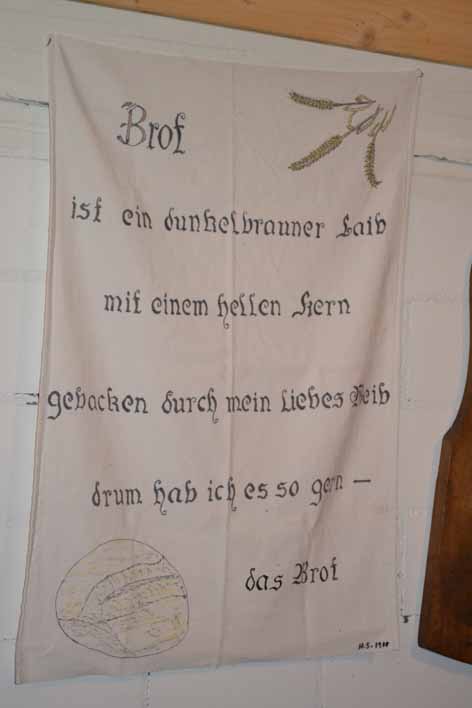 Brot
ist ein dunkelbrauner Laib
mit einem hellen Kern
gebacken durch mein liebes Weib
drum hab ich es so gern —
das Brot